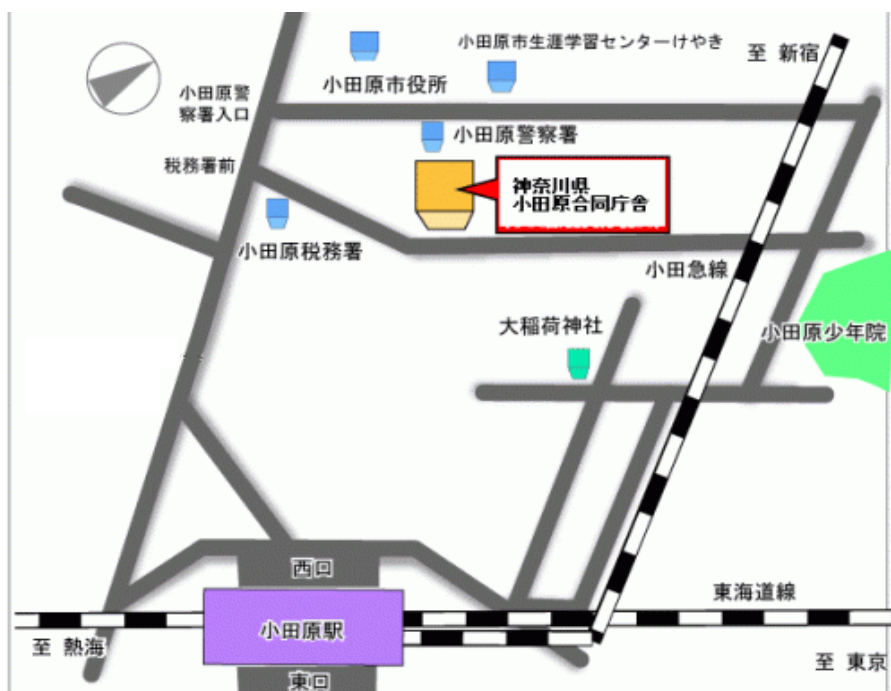 小田原市生涯学習センターけやき
至 新宿
小田原市役所
小田原警
察署入口
小田原警察署
税務署前
神奈川県
小田原合同庁舎
小田原税務署
小田急線
大稲荷神社
小田原少年院
西口
東海道線
小田原駅
至 熱海
至 東京
東口